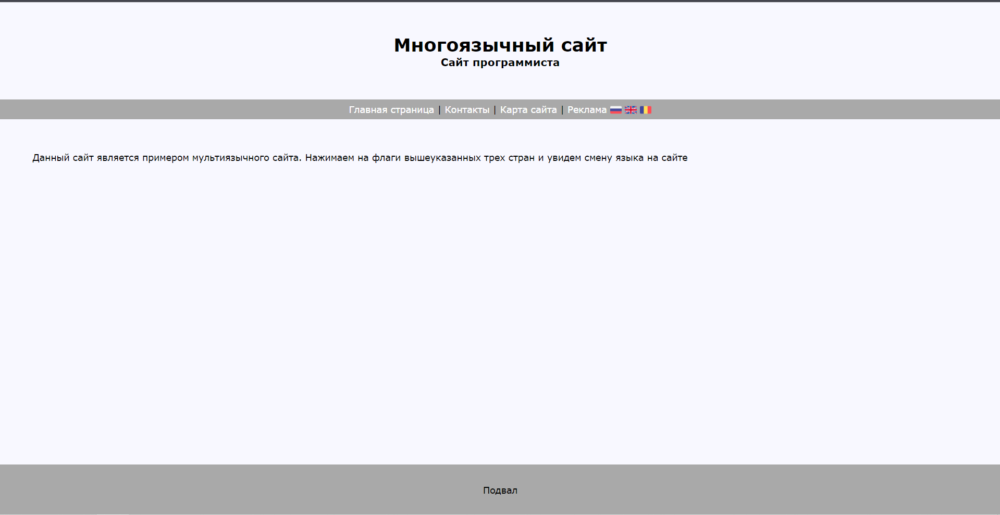 Многоязычный сайт
Сайт программиста
Главная страница | Контакты | Карта сайта | Реклама
Данный сайт является примером мультиязычного сайта. Нажимаем на флаги вышеуказанных трех стран и увидем смену языка на сайте
Подвал